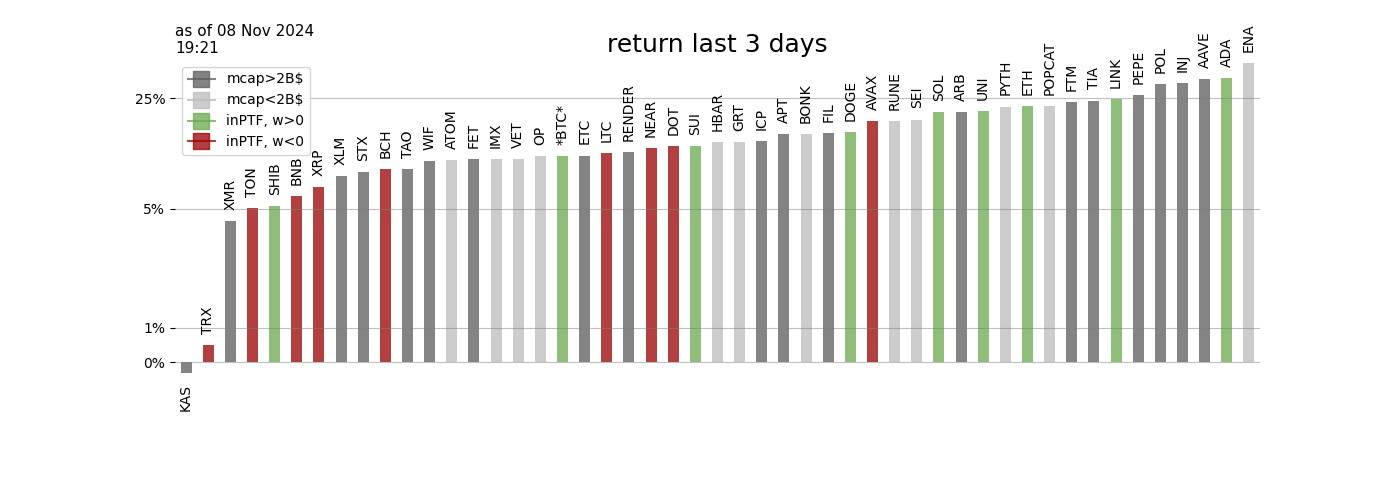 as of 08 Nov 2024
19:21
return last 3 days
mcap>2B$
mcap<2B$
inPTF, w>0
inPTF, w<0
25%
5%
1%
0%
KAS
TRX
XMR
TON
SHIB
BNB
XRP
XLM
STX
BCH
TAO
WIF
ATOM
FET
IMX
VET
OP
*BTC*
ETC
LTC
RENDER
NEAR
DOT
SUI
HBAR
GRT
ICP
APT
BONK
FIL
DOGE
AVAX
RUNE
SEI
SOL
ARB
UNI
PYTH
ETH
POPCAT
FTM
TIA
LINK
PEPE
POL
INJ
AAVE
ADA
ENA